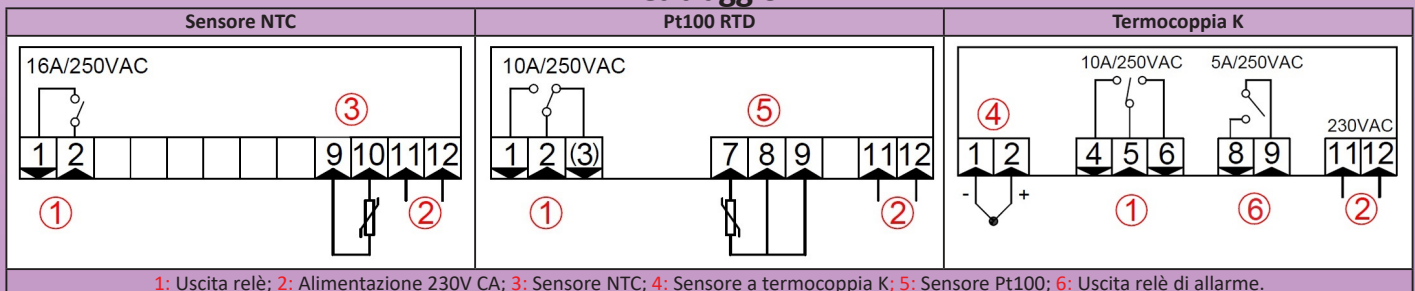 Sensore NTC
Pt100 RTD
Termocoppia K
16A/250VAC
3
1 2 9 10 11 12
1
2
10A/250VAC
5
1 2 (3) 7 8 9 11 12
1
2
10A/250VAC 5A/250VAC
4
230VAC
1 2 4 5 6 8 9 11 12
- +
1
6
2
1: Uscita relè; 2: Alimentazione 230V CA; 3: Sensore NTC; 4: Sensore a termocoppia K; 5: Sensore Pt100; 6: Uscita relè di allarme.